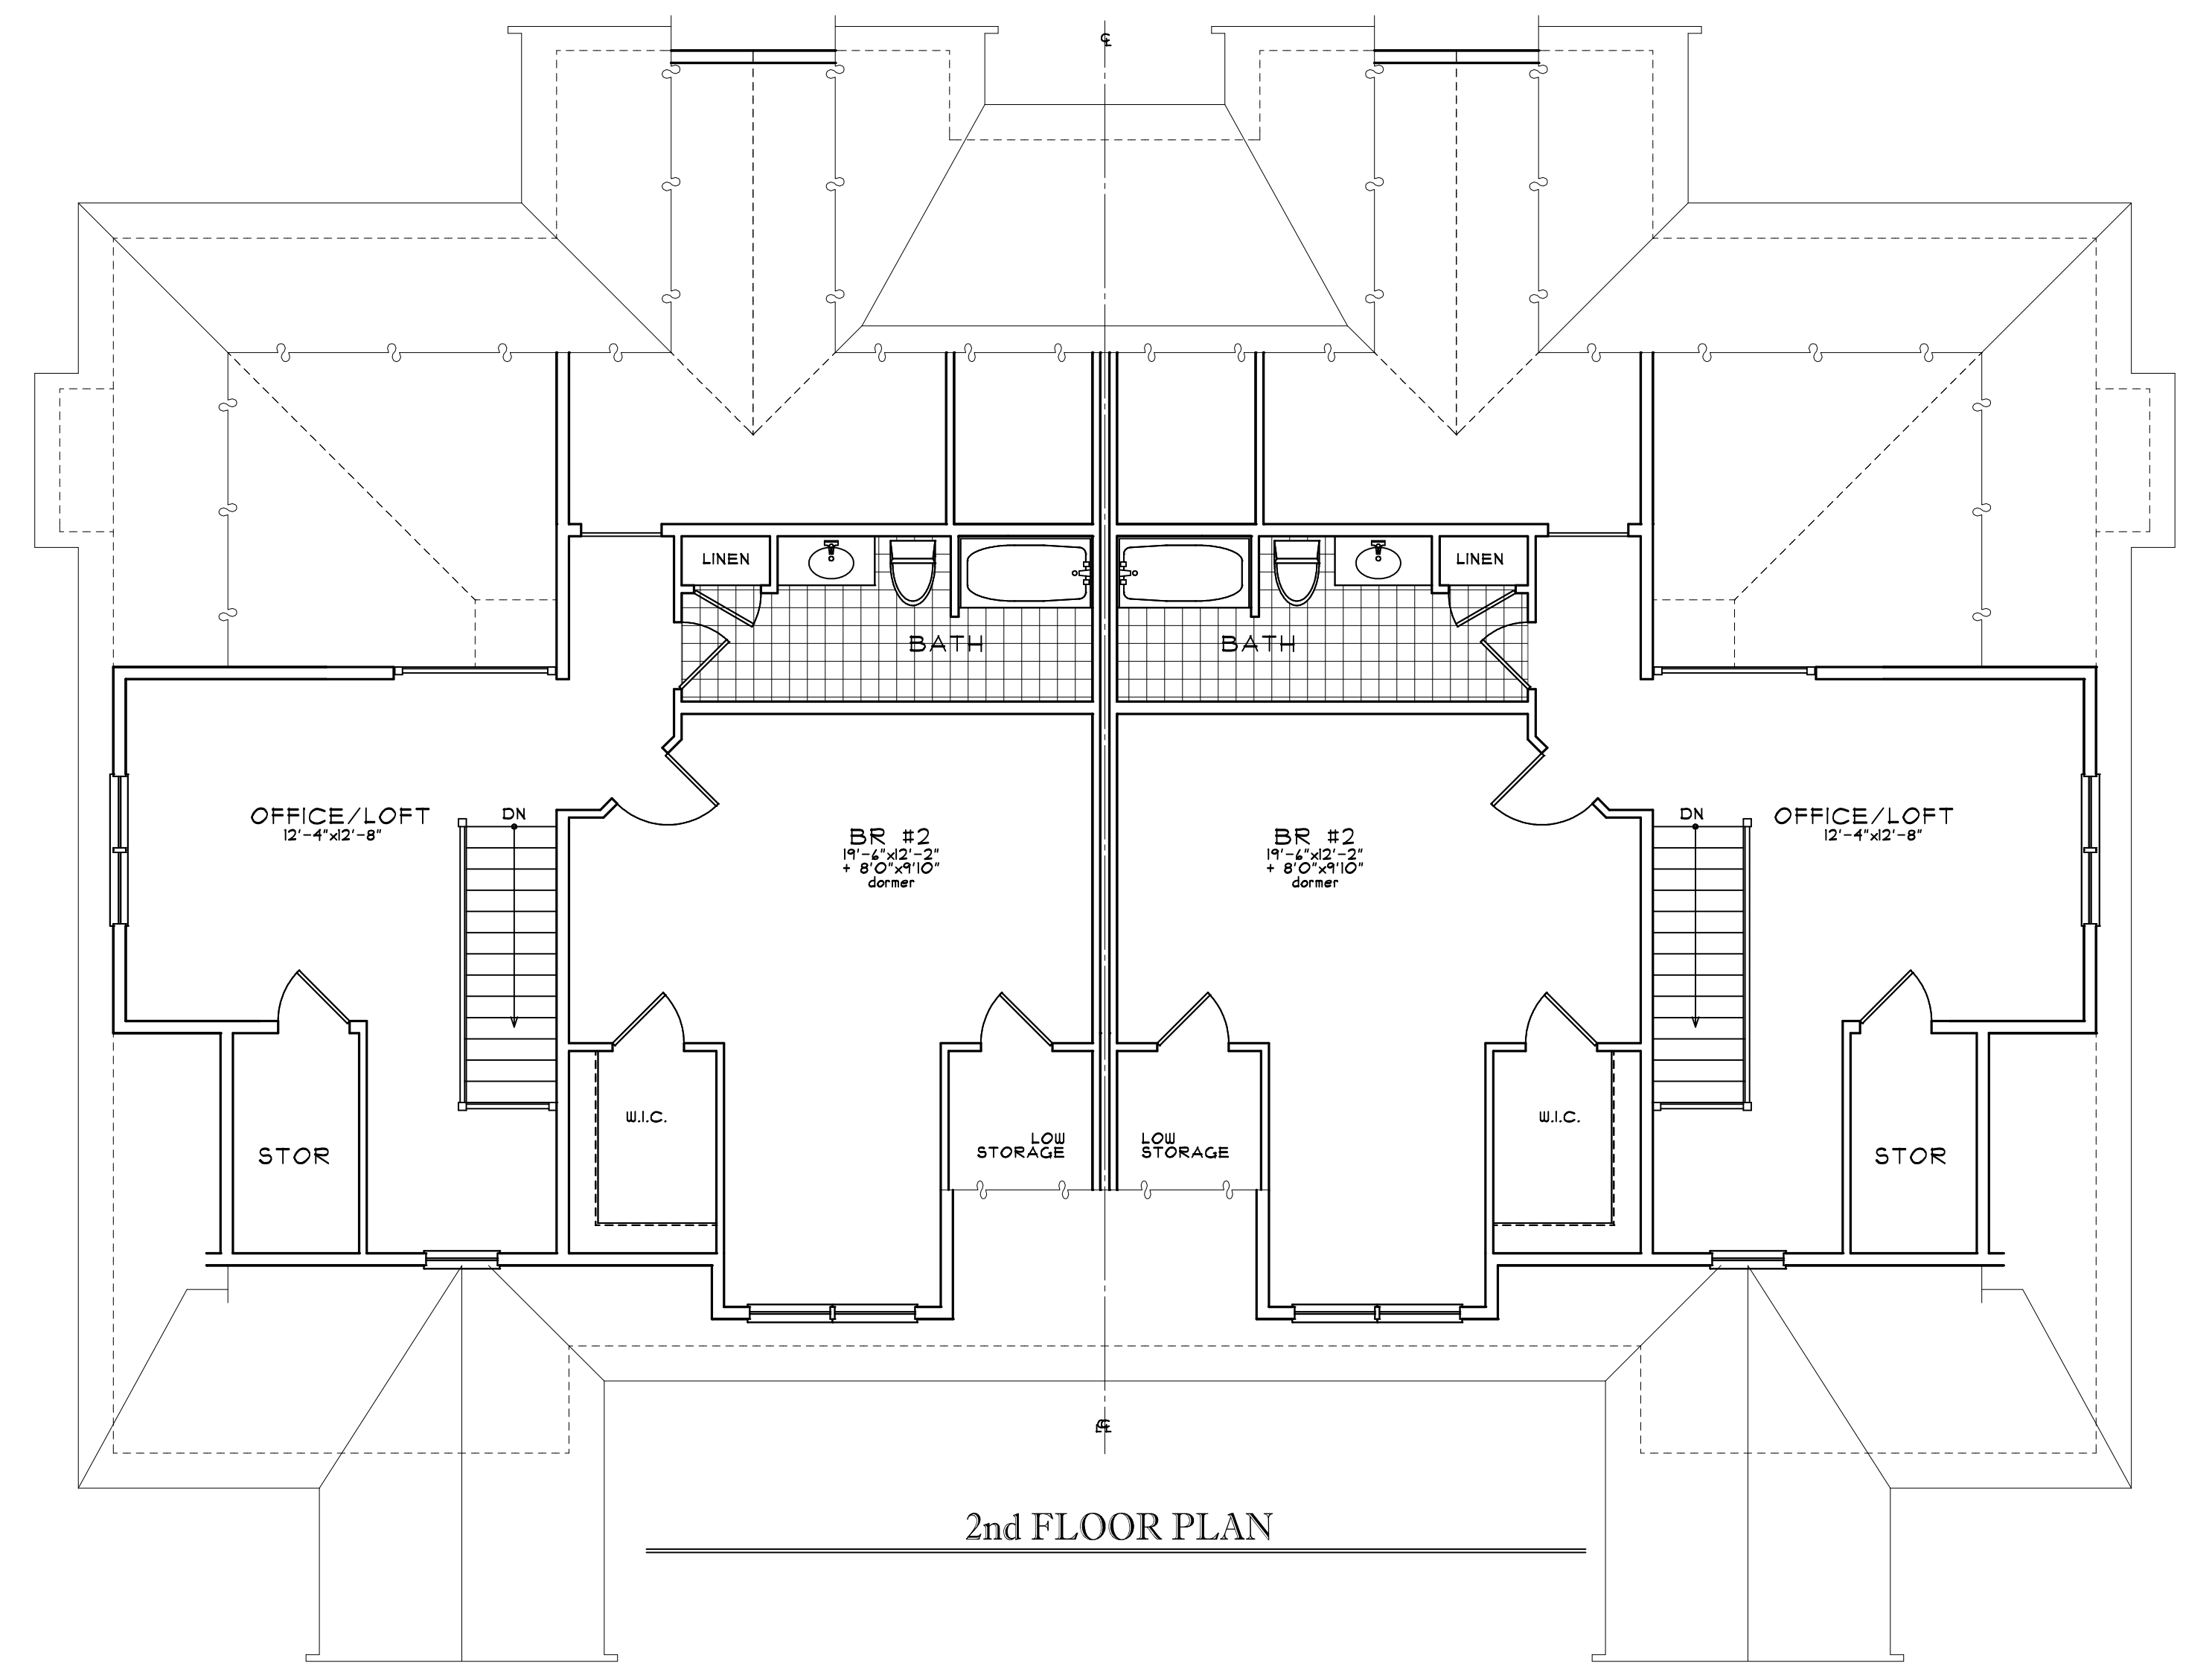 ℄
LINEN
LINEN
BATH
BATH
OFFICE/LOFT
12'-4"x12'-8"
DN
BR #2
19'-6"x12'-2"
+ 8'0"x9'10"
dormer
BR #2
19'-6"x12'-2"
+ 8'0"x9'10"
dormer
DN
OFFICE/LOFT
12'-4"x12'-8"
STOR
W.I.C.
LOW
STORAGE
LOW
STORAGE
W.I.C.
STOR
℄
2nd FLOOR PLAN